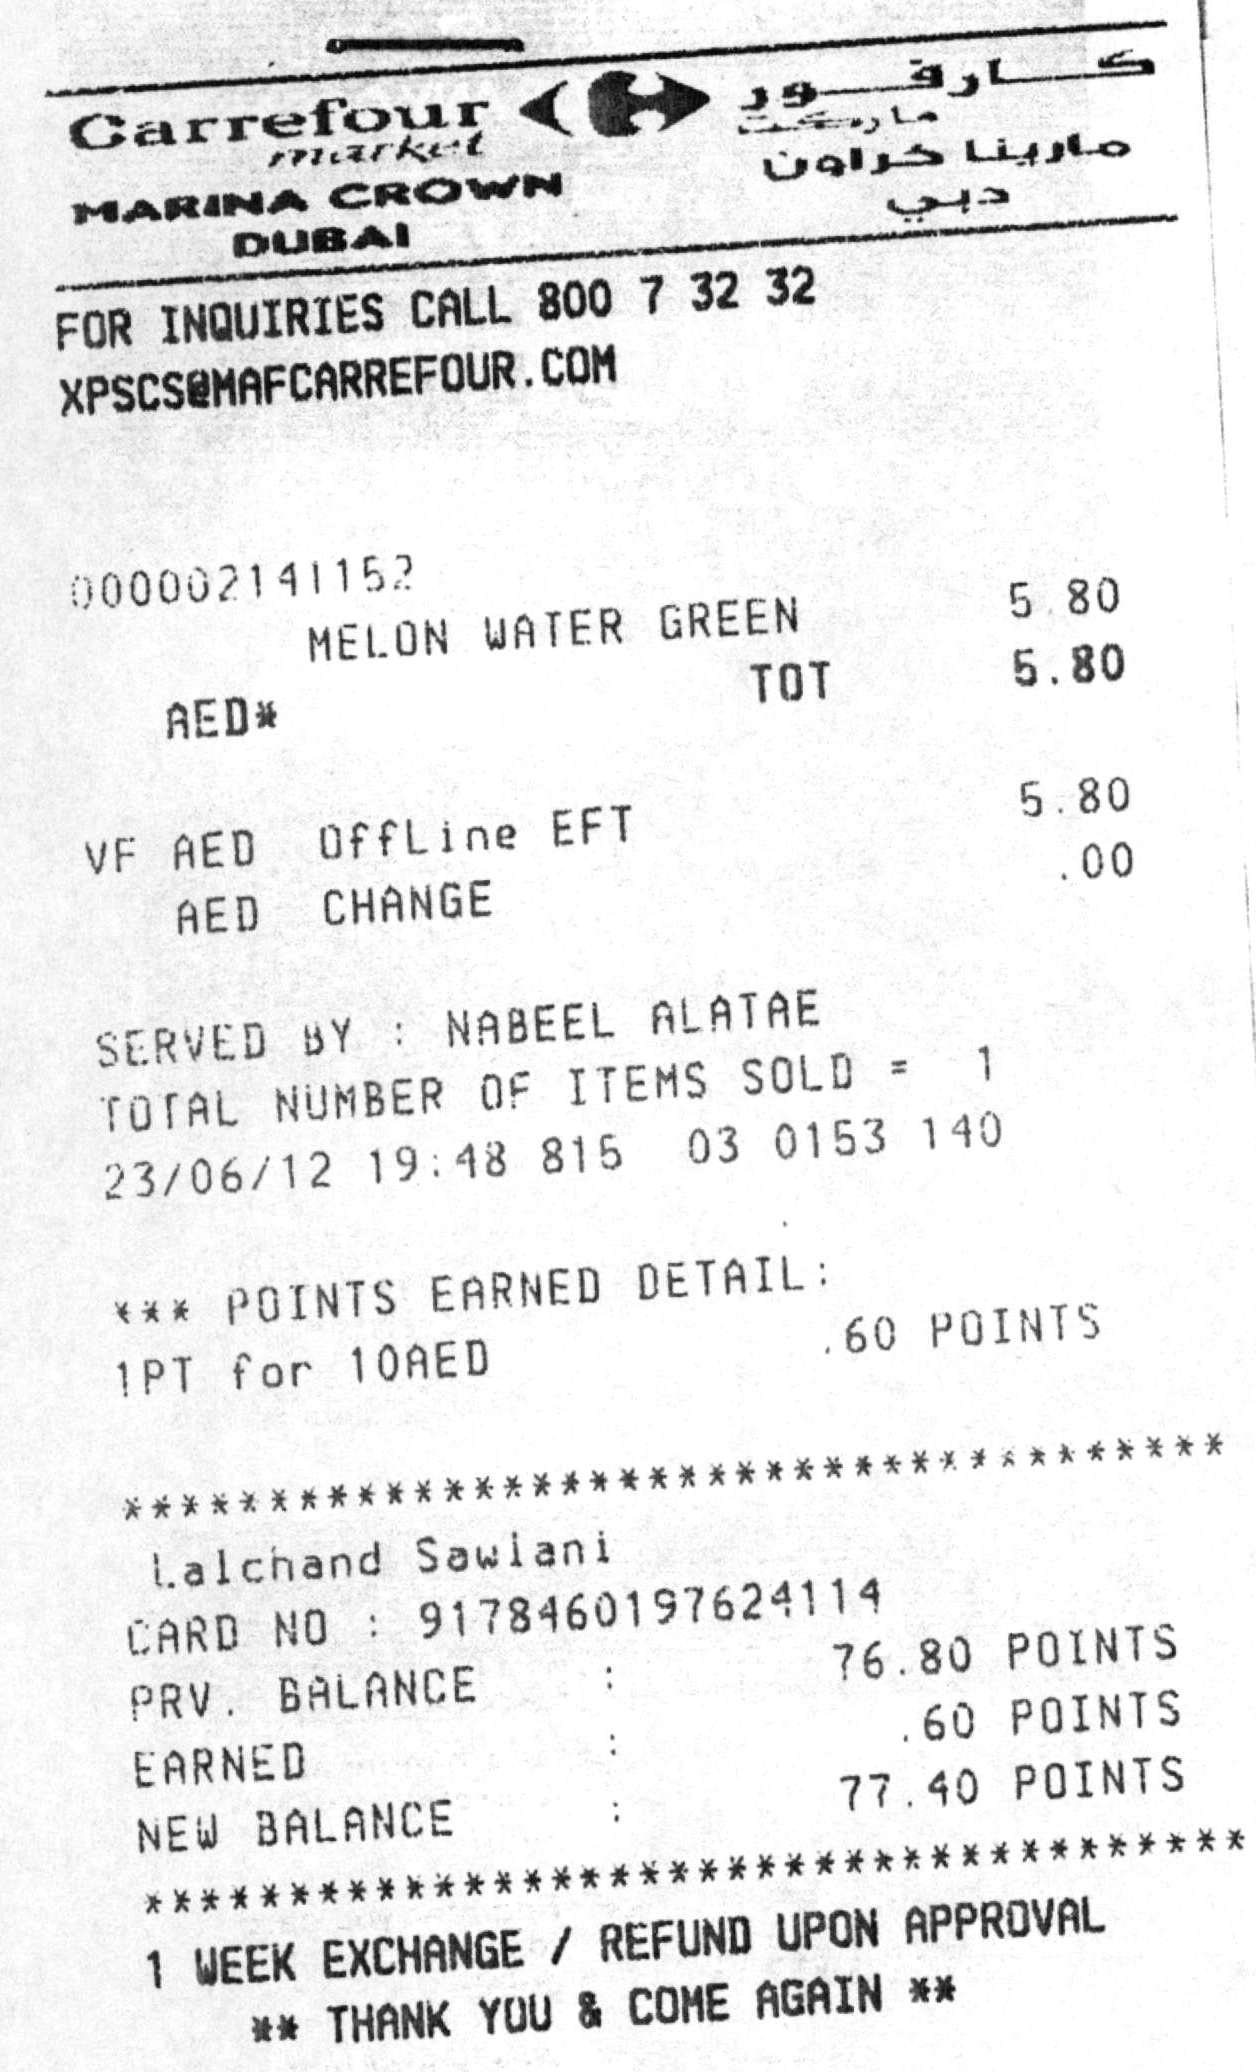 Carrefour كارفور
market ماركت
MARINA CROWN مارينا كراون
DUBAI دبي
FOR INQUIRIES CALL 800 7 32 32
XPSCS@MAFCARREFOUR.COM
000002141152
MELON WATER GREEN 5.80
AED* TOT 5.80
VF AED OffLine EFT 5.80
AED CHANGE .00
SERVED BY : NABEEL ALATAE
TOTAL NUMBER OF ITEMS SOLD = 1
23/06/12 19:48 815 03 0153 140
*** POINTS EARNED DETAIL:
1PT for 10AED .60 POINTS
**************************************
Lalchand Sawlani
CARD NO : 9178460197624114
PRV. BALANCE : 76.80 POINTS
EARNED : .60 POINTS
NEW BALANCE : 77.40 POINTS
**************************************
1 WEEK EXCHANGE / REFUND UPON APPROVAL
** THANK YOU & COME AGAIN **